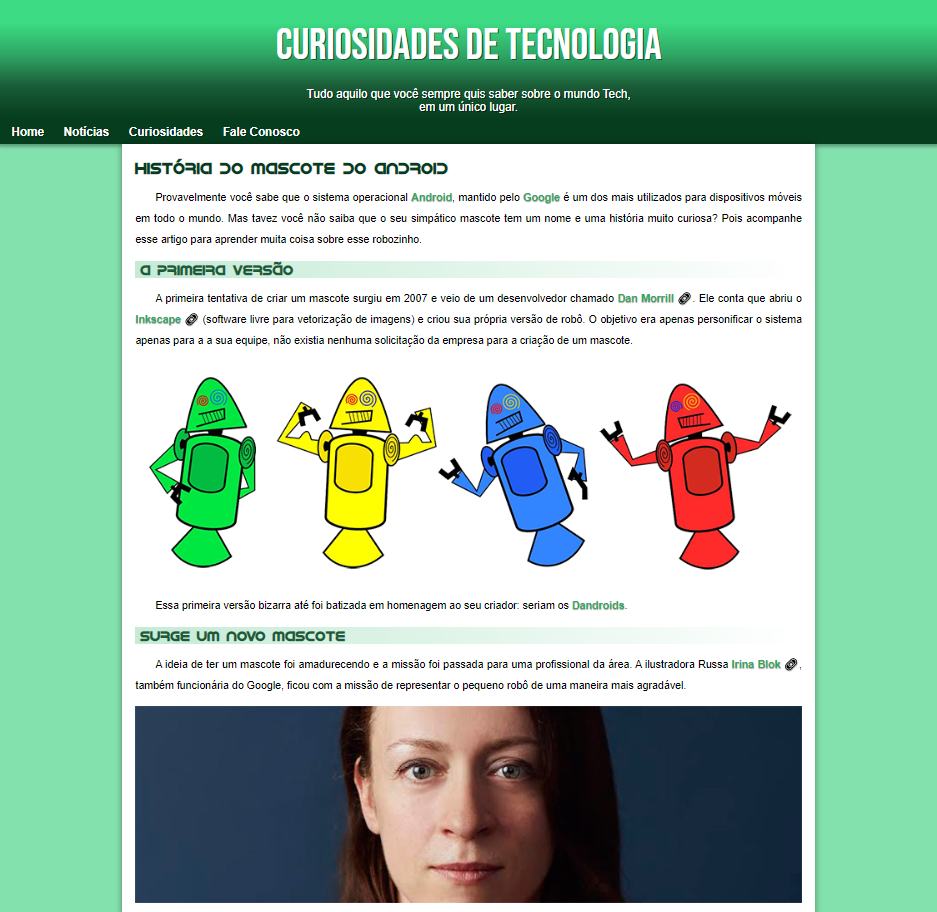 CURIOSIDADES DE TECNOLOGIA
Tudo aquilo que você sempre quis saber sobre o mundo Tech,
em um único lugar.
Home Notícias Curiosidades Fale Conosco
HISTÓRIA DO MASCOTE DO ANDROID
Provavelmente você sabe que o sistema operacional Android, mantido pelo Google é um dos mais utilizados para dispositivos móveis
em todo o mundo. Mas tavez você não saiba que o seu simpático mascote tem um nome e uma história muito curiosa? Pois acompanhe
esse artigo para aprender muita coisa sobre esse robozinho.
A PRIMEIRA VERSÃO
A primeira tentativa de criar um mascote surgiu em 2007 e veio de um desenvolvedor chamado Dan Morrill . Ele conta que abriu o
Inkscape (software livre para vetorização de imagens) e criou sua própria versão de robô. O objetivo era apenas personificar o sistema
apenas para a a sua equipe, não existia nenhuma solicitação da empresa para a criação de um mascote.
Essa primeira versão bizarra até foi batizada em homenagem ao seu criador: seriam os Dandroids.
SURGE UM NOVO MASCOTE
A ideia de ter um mascote foi amadurecendo e a missão foi passada para uma profissional da área. A ilustradora Russa Irina Blok ,
também funcionária do Google, ficou com a missão de representar o pequeno robô de uma maneira mais agradável.